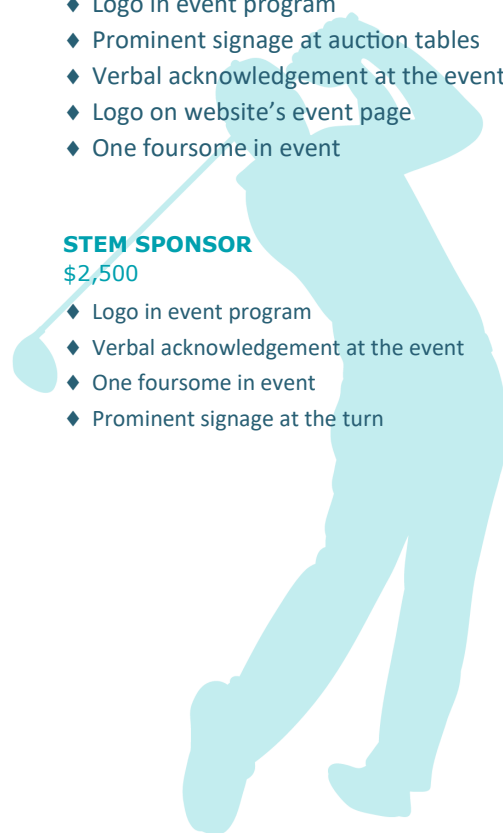 ♦ Logo in event program
♦ Prominent signage at auction tables
♦ Verbal acknowledgement at the event
♦ Logo on website’s event page
♦ One foursome in event
STEM SPONSOR
$2,500
♦ Logo in event program
♦ Verbal acknowledgement at the event
♦ One foursome in event
♦ Prominent signage at the turn